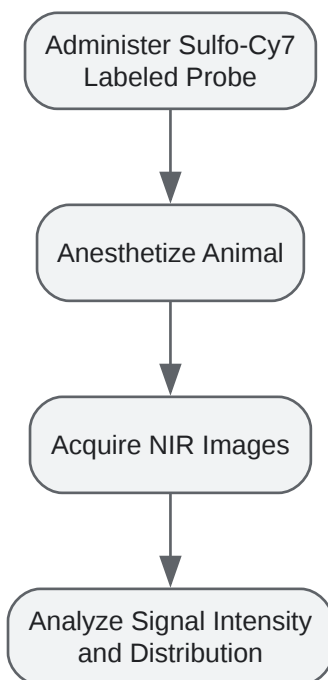 Administer Sulfo-Cy7
Labeled Probe
Anesthetize Animal
Acquire NIR Images
Analyze Signal Intensity
and Distribution